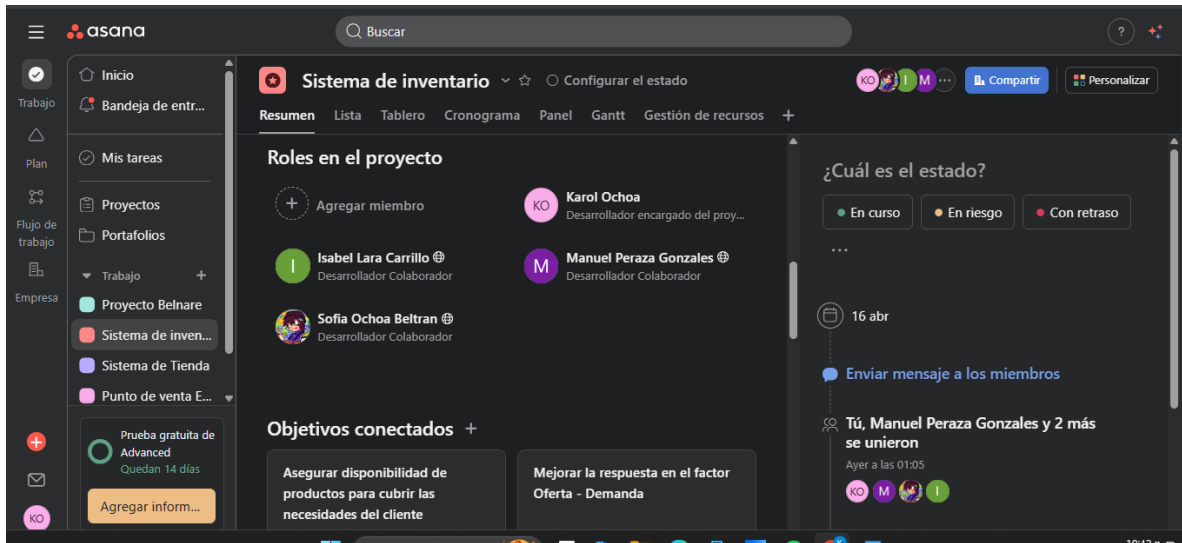 asana
Buscar
?
Trabajo
Plan
Flujo de
trabajo
Empresa
KO
Inicio
Bandeja de entr...
Mis tareas
Proyectos
Portafolios
Trabajo
Proyecto Belnare
Sistema de inven...
Sistema de Tienda
Punto de venta E...
Prueba gratuita de
Advanced
Quedan 14 días
Agregar inform...
Sistema de inventario
Configurar el estado
KO I M ...
Compartir
Personalizar
Resumen Lista Tablero Cronograma Panel Gantt Gestión de recursos +
Roles en el proyecto
Agregar miembro
KO
Karol Ochoa
Desarrollador encargado del proy...
I
Isabel Lara Carrillo
Desarrollador Colaborador
M
Manuel Peraza Gonzales
Desarrollador Colaborador
Sofia Ochoa Beltran
Desarrollador Colaborador
Objetivos conectados +
Asegurar disponibilidad de
productos para cubrir las
necesidades del cliente
Mejorar la respuesta en el factor
Oferta - Demanda
¿Cuál es el estado?
En curso
En riesgo
Con retraso
...
16 abr
Enviar mensaje a los miembros
Tú, Manuel Peraza Gonzales y 2 más
se unieron
Ayer a las 01:05
KO M I